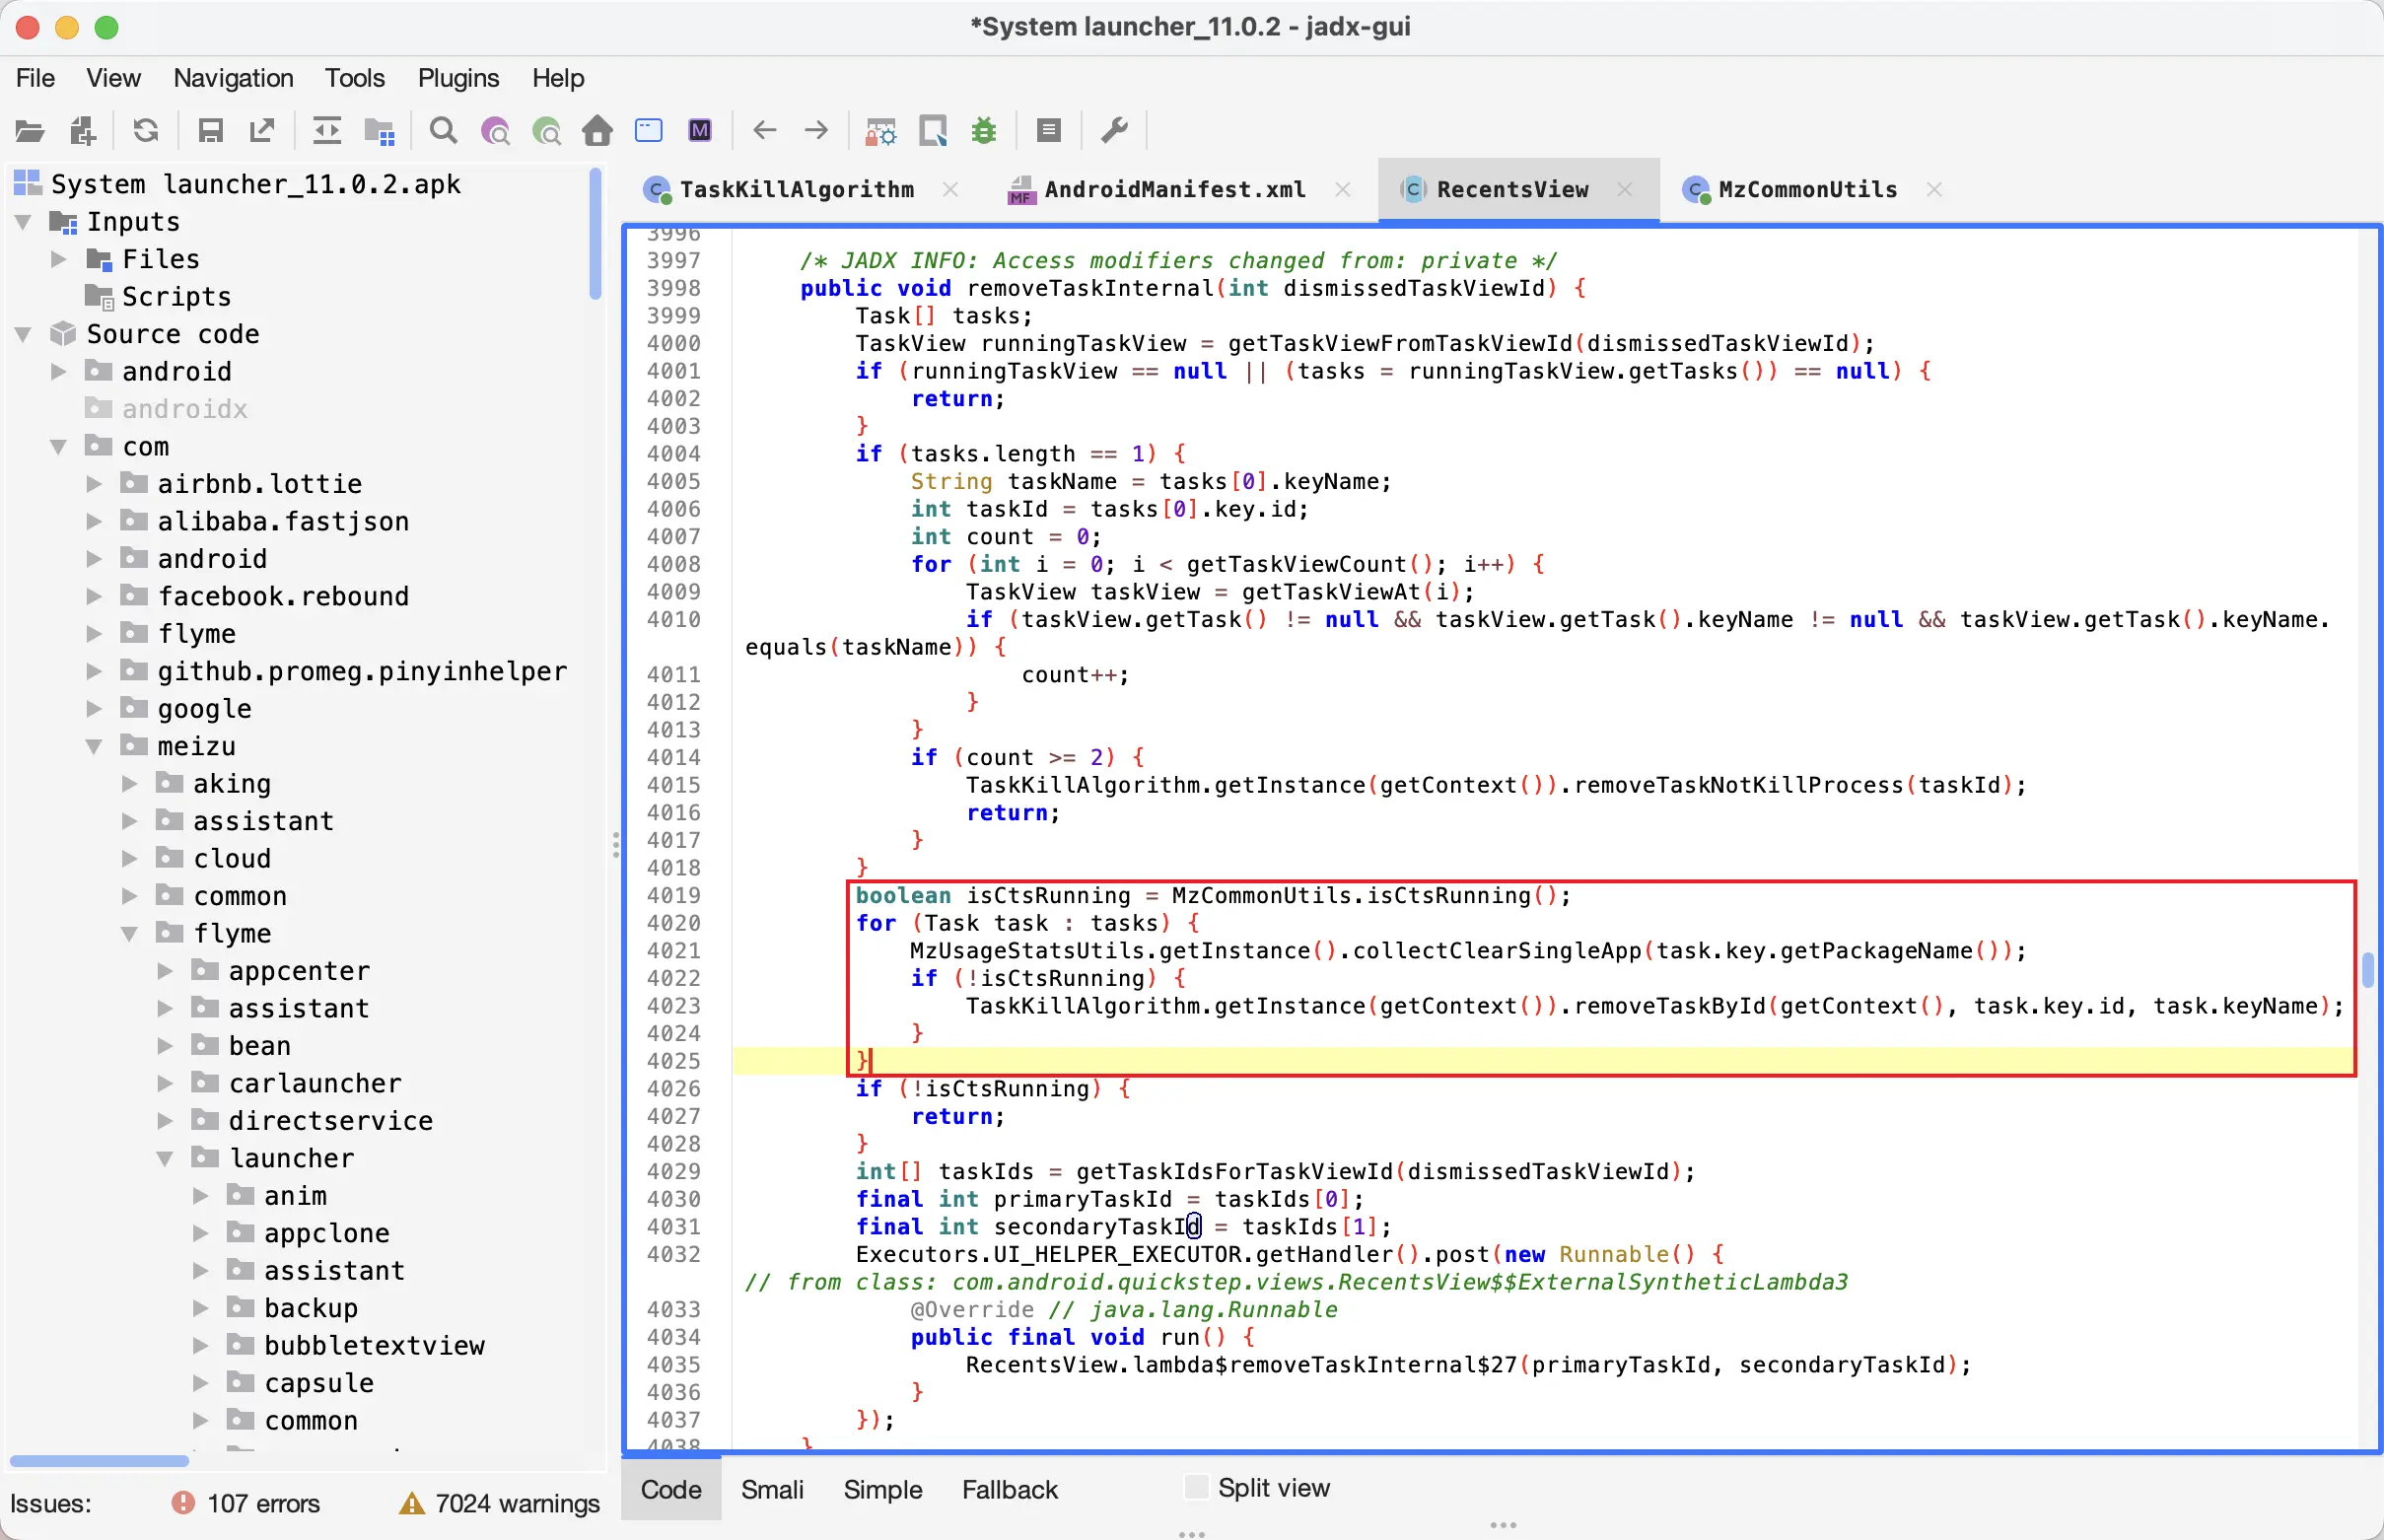 *System launcher_11.0.2 - jadx-gui
File View Navigation Tools Plugins Help
System launcher_11.0.2.apk
Inputs
Files
Scripts
Source code
android
androidx
com
airbnb.lottie
alibaba.fastjson
android
facebook.rebound
flyme
github.promeg.pinyinhelper
google
meizu
aking
assistant
cloud
common
flyme
appcenter
assistant
bean
carlauncher
directservice
launcher
anim
appclone
assistant
backup
bubbletextview
capsule
common
Issues: 107 errors 7024 warnings
TaskKillAlgorithm AndroidManifest.xml RecentsView MzCommonUtils
3996
3997 /* JADX INFO: Access modifiers changed from: private */
3998 public void removeTaskInternal(int dismissedTaskViewId) {
3999 Task[] tasks;
4000 TaskView runningTaskView = getTaskViewFromTaskViewId(dismissedTaskViewId);
4001 if (runningTaskView == null || (tasks = runningTaskView.getTasks()) == null) {
4002 return;
4003 }
4004 if (tasks.length == 1) {
4005 String taskName = tasks[0].keyName;
4006 int taskId = tasks[0].key.id;
4007 int count = 0;
4008 for (int i = 0; i < getTaskViewCount(); i++) {
4009 TaskView taskView = getTaskViewAt(i);
4010 if (taskView.getTask() != null && taskView.getTask().keyName != null && taskView.getTask().keyName.
equals(taskName)) {
4011 count++;
4012 }
4013 }
4014 if (count >= 2) {
4015 TaskKillAlgorithm.getInstance(getContext()).removeTaskNotKillProcess(taskId);
4016 return;
4017 }
4018 }
4019 boolean isCtsRunning = MzCommonUtils.isCtsRunning();
4020 for (Task task : tasks) {
4021 MzUsageStatsUtils.getInstance().collectClearSingleApp(task.key.getPackageName());
4022 if (!isCtsRunning) {
4023 TaskKillAlgorithm.getInstance(getContext()).removeTaskById(getContext(), task.key.id, task.keyName);
4024 }
4025 }
4026 if (!isCtsRunning) {
4027 return;
4028 }
4029 int[] taskIds = getTaskIdsForTaskViewId(dismissedTaskViewId);
4030 final int primaryTaskId = taskIds[0];
4031 final int secondaryTaskId = taskIds[1];
4032 Executors.UI_HELPER_EXECUTOR.getHandler().post(new Runnable() {
// from class: com.android.quickstep.views.RecentsView$$ExternalSyntheticLambda3
4033 @Override // java.lang.Runnable
4034 public final void run() {
4035 RecentsView.lambda$removeTaskInternal$27(primaryTaskId, secondaryTaskId);
4036 }
4037 });
4038 }
Code Smali Simple Fallback Split view